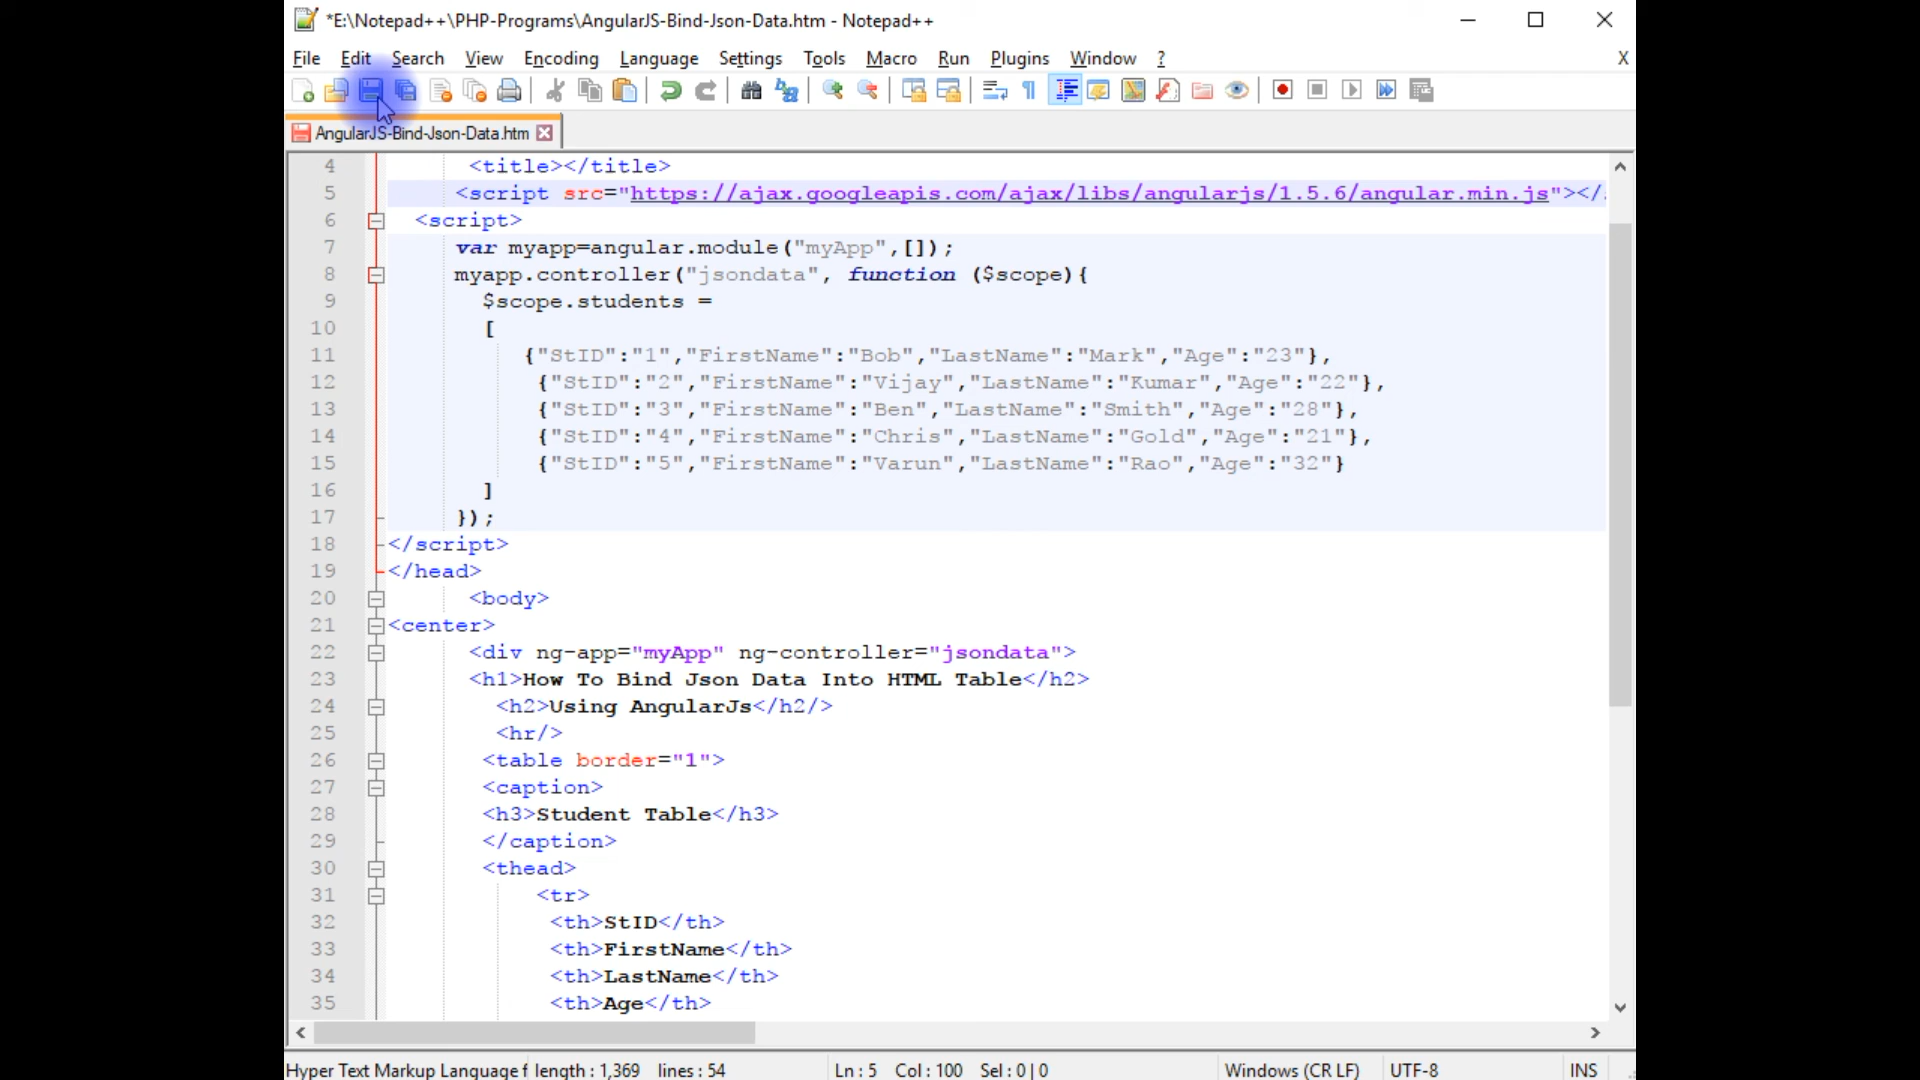 *E:\Notepad++\PHP-Programs\AngularJS-Bind-Json-Data.htm - Notepad++
File Edit Search View Encoding Language Settings Tools Macro Run Plugins Window ? X
AngularJS-Bind-Json-Data.htm
4 <title></title>
5 <script src="https://ajax.googleapis.com/ajax/libs/angularjs/1.5.6/angular.min.js"></
6 <script>
7 var myapp=angular.module("myApp",[]);
8 myapp.controller("jsondata", function ($scope){
9 $scope.students =
10 [
11 {"StID":"1","FirstName":"Bob","LastName":"Mark","Age":"23"},
12 {"StID":"2","FirstName":"Vijay","LastName":"Kumar","Age":"22"},
13 {"StID":"3","FirstName":"Ben","LastName":"Smith","Age":"28"},
14 {"StID":"4","FirstName":"Chris","LastName":"Gold","Age":"21"},
15 {"StID":"5","FirstName":"Varun","LastName":"Rao","Age":"32"}
16 ]
17 });
18 </script>
19 </head>
20 <body>
21 <center>
22 <div ng-app="myApp" ng-controller="jsondata">
23 <h1>How To Bind Json Data Into HTML Table</h2>
24 <h2>Using AngularJs</h2/>
25 <hr/>
26 <table border="1">
27 <caption>
28 <h3>Student Table</h3>
29 </caption>
30 <thead>
31 <tr>
32 <th>StID</th>
33 <th>FirstName</th>
34 <th>LastName</th>
35 <th>Age</th>
Hyper Text Markup Language f length : 1,369 lines : 54 Ln : 5 Col : 100 Sel : 0 | 0 Windows (CR LF) UTF-8 INS